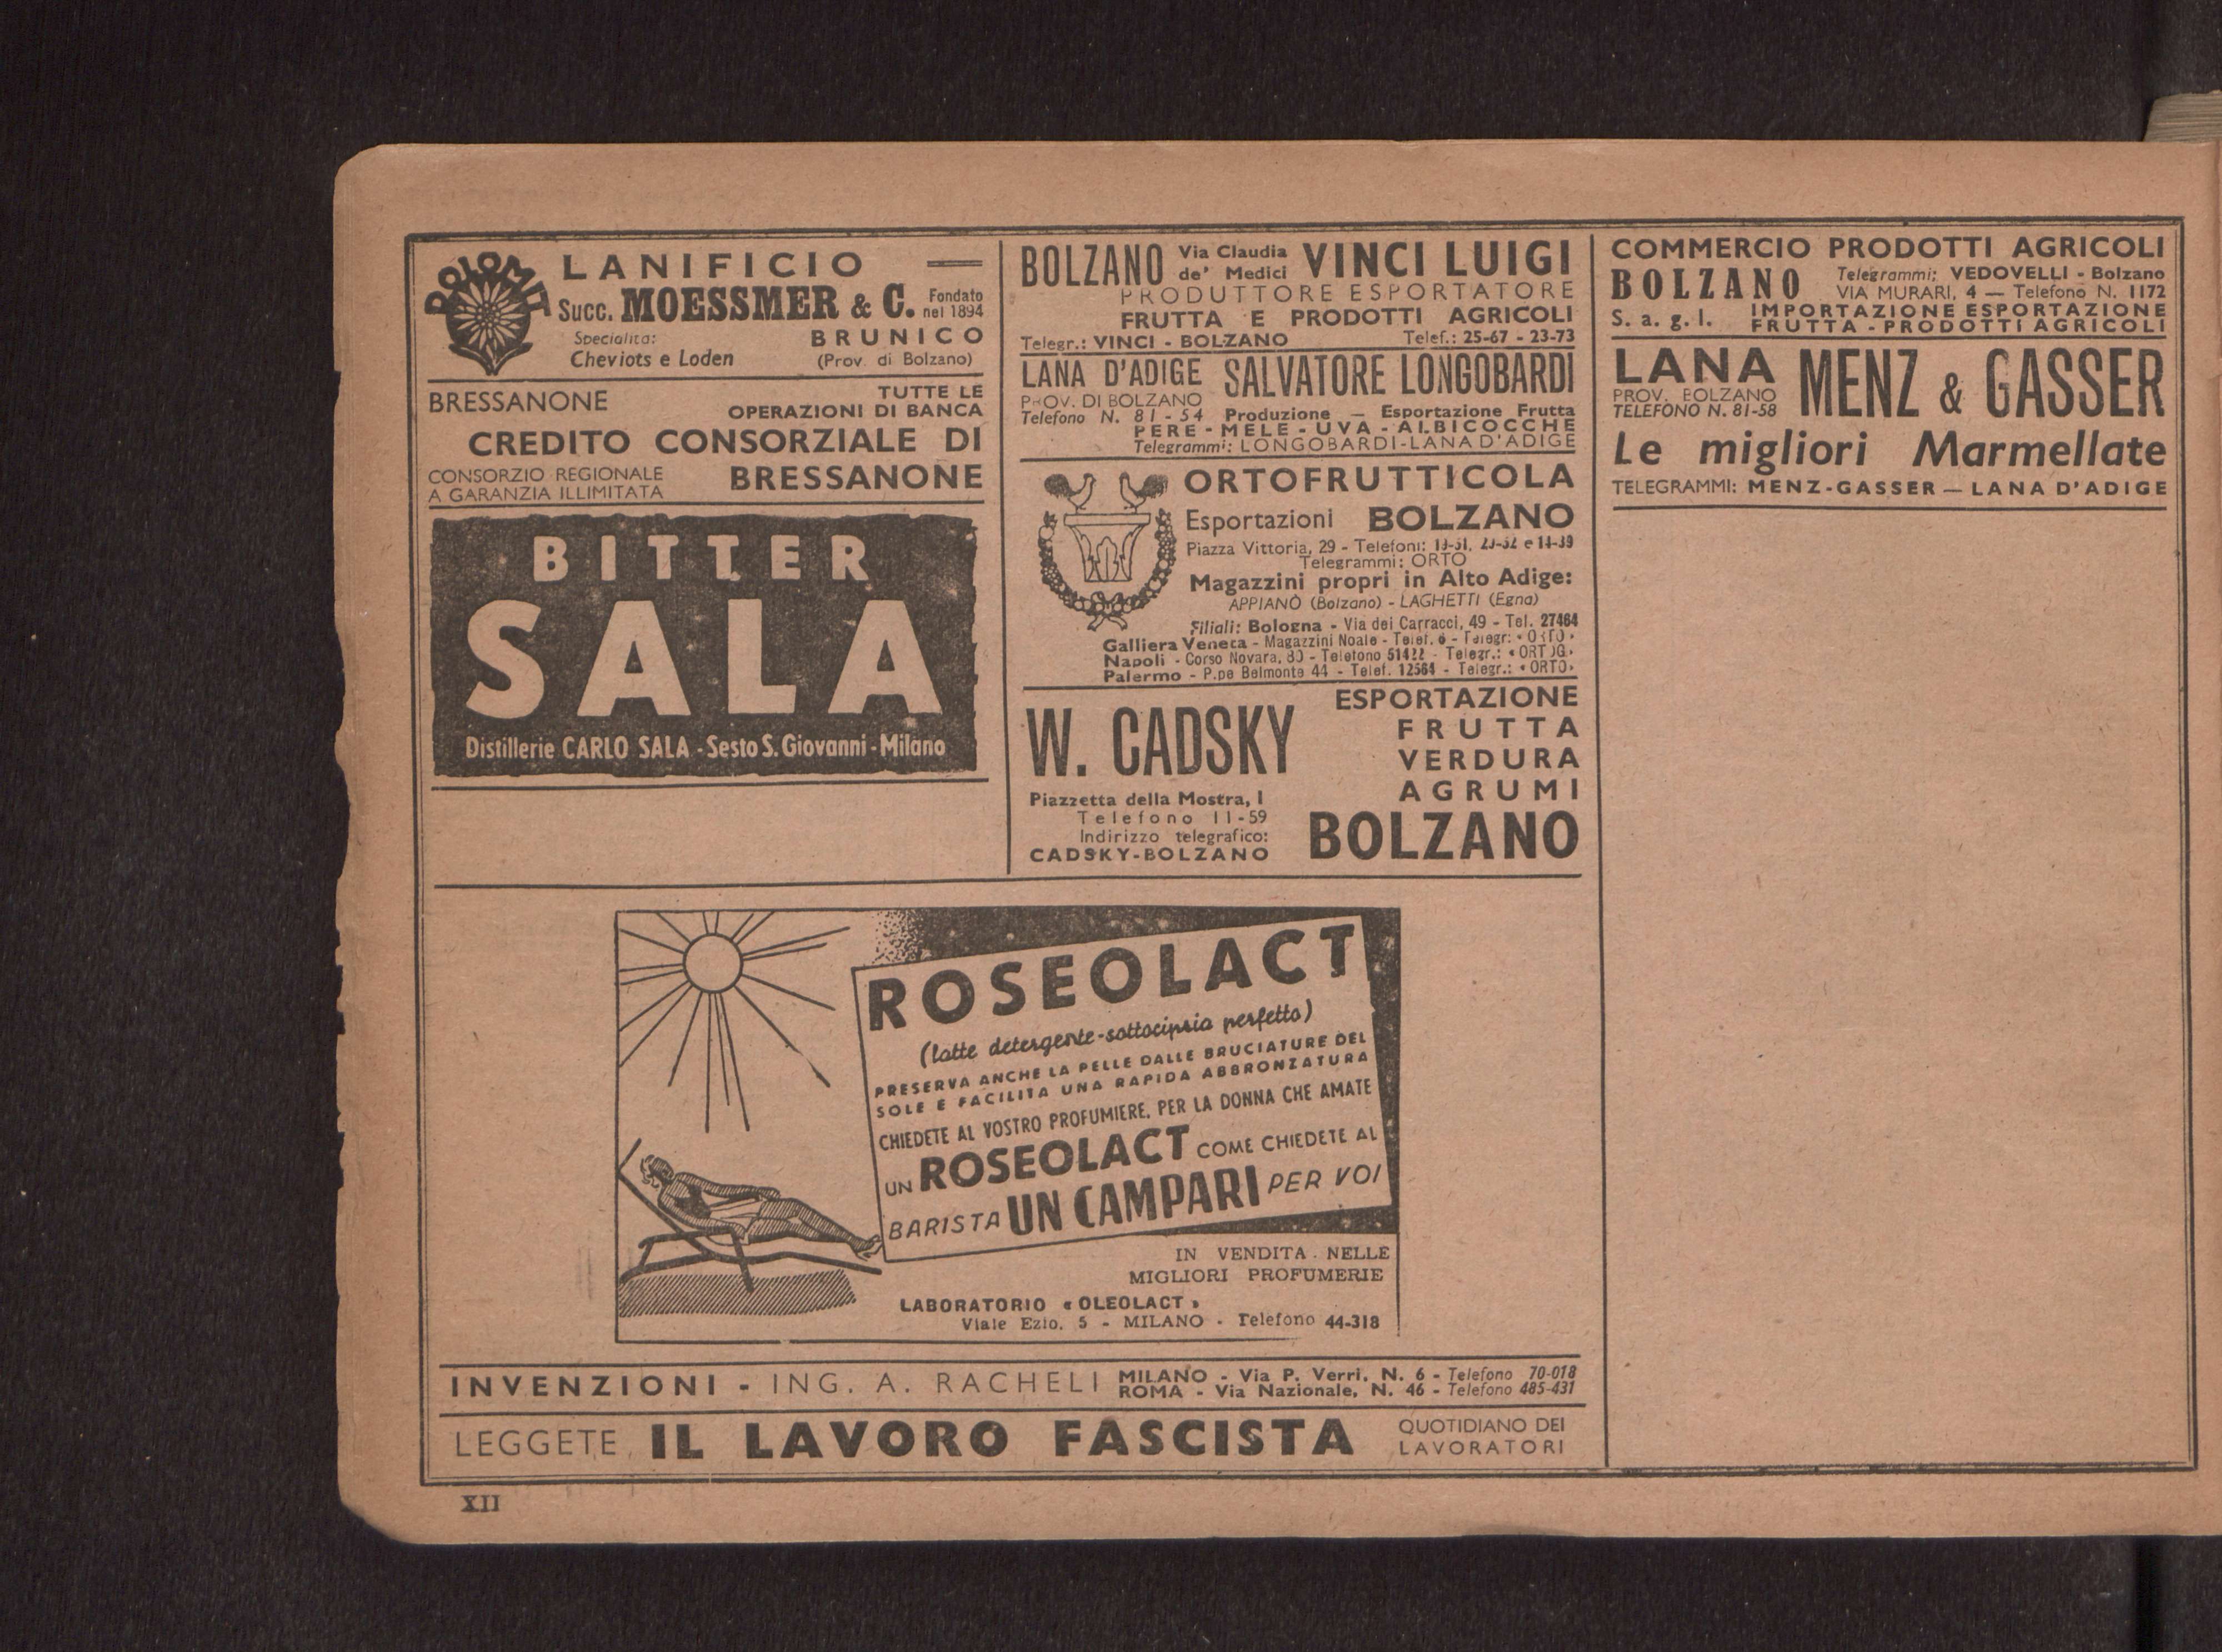 DOLOMIT
LANIFICIO
Succ. MOESSMER & C. Fondato nel 1894
Specialità: BRUNICO
Cheviots e Loden (Prov. di Bolzano)
BRESSANONE TUTTE LE
OPERAZIONI DI BANCA
CREDITO CONSORZIALE DI
CONSORZIO REGIONALE BRESSANONE
A GARANZIA ILLIMITATA
BITTER
SALA
Distillerie CARLO SALA - Sesto S. Giovanni - Milano
BOLZANO Via Claudia de' Medici VINCI LUIGI
PRODUTTORE ESPORTATORE
FRUTTA E PRODOTTI AGRICOLI
Telegr.: VINCI - BOLZANO Telef.: 25-67 - 23-73
LANA D'ADIGE SALVATORE LONGOBARDI
PROV. DI BOLZANO
Telefono N. 81-54 Produzione — Esportazione Frutta
PERE - MELE - UVA - ALBICOCCHE
Telegrammi: LONGOBARDI-LANA D'ADIGE
ORTOFRUTTICOLA
Esportazioni BOLZANO
Piazza Vittoria, 29 - Telefoni:
Telegrammi: ORTO
Magazzini propri in Alto Adige:
APPIANO (Bolzano) - LAGHETTI (Egna)
Filiali: Bologna - Via dei Carracci, 49 - Tel. 27464
Galliera Veneca - Magazzini Noale - Telef. 6 - Telegr: «ORTO»
Napoli - Corso Novara, 80 - Telefono 51422 - Telegr.:
Palermo - P.pe Belmonte 44 - Telef. 12564 - Telegr.: «ORTO»
W. CADSKY
ESPORTAZIONE
FRUTTA
VERDURA
AGRUMI
BOLZANO
Piazzetta della Mostra, 1
Telefono 11-59
Indirizzo telegrafico:
CADSKY-BOLZANO
COMMERCIO PRODOTTI AGRICOLI
BOLZANO Telegrammi: VEDOVELLI - Bolzano
VIA MURARI, 4 — Telefono N. 1172
S. a. g. l. IMPORTAZIONE ESPORTAZIONE
FRUTTA - PRODOTTI AGRICOLI
LANA MENZ & GASSER
PROV. BOLZANO
TELEFONO N. 81-58
Le migliori Marmellate
TELEGRAMMI: MENZ-GASSER — LANA D'ADIGE
ROSEOLACT
(latte detergente-sottocipria perfetto)
PRESERVA ANCHE LA PELLE DALLE BRUCIATURE DEL
SOLE E FACILITA UNA RAPIDA ABBRONZATURA
CHIEDETE AL VOSTRO PROFUMIERE, PER LA DONNA CHE AMATE
UN ROSEOLACT COME CHIEDETE AL
BARISTA UN CAMPARI PER VOI
IN VENDITA NELLE
MIGLIORI PROFUMERIE
LABORATORIO «OLEOLACT»
Viale Ezio, 5 - MILANO - Telefono 44-318
INVENZIONI - ING. A. RACHELI MILANO - Via P. Verri, N. 6 - Telefono 70-018
ROMA - Via Nazionale, N. 46 - Telefono 485-431
LEGGETE IL LAVORO FASCISTA QUOTIDIANO DEI
LAVORATORI
XII